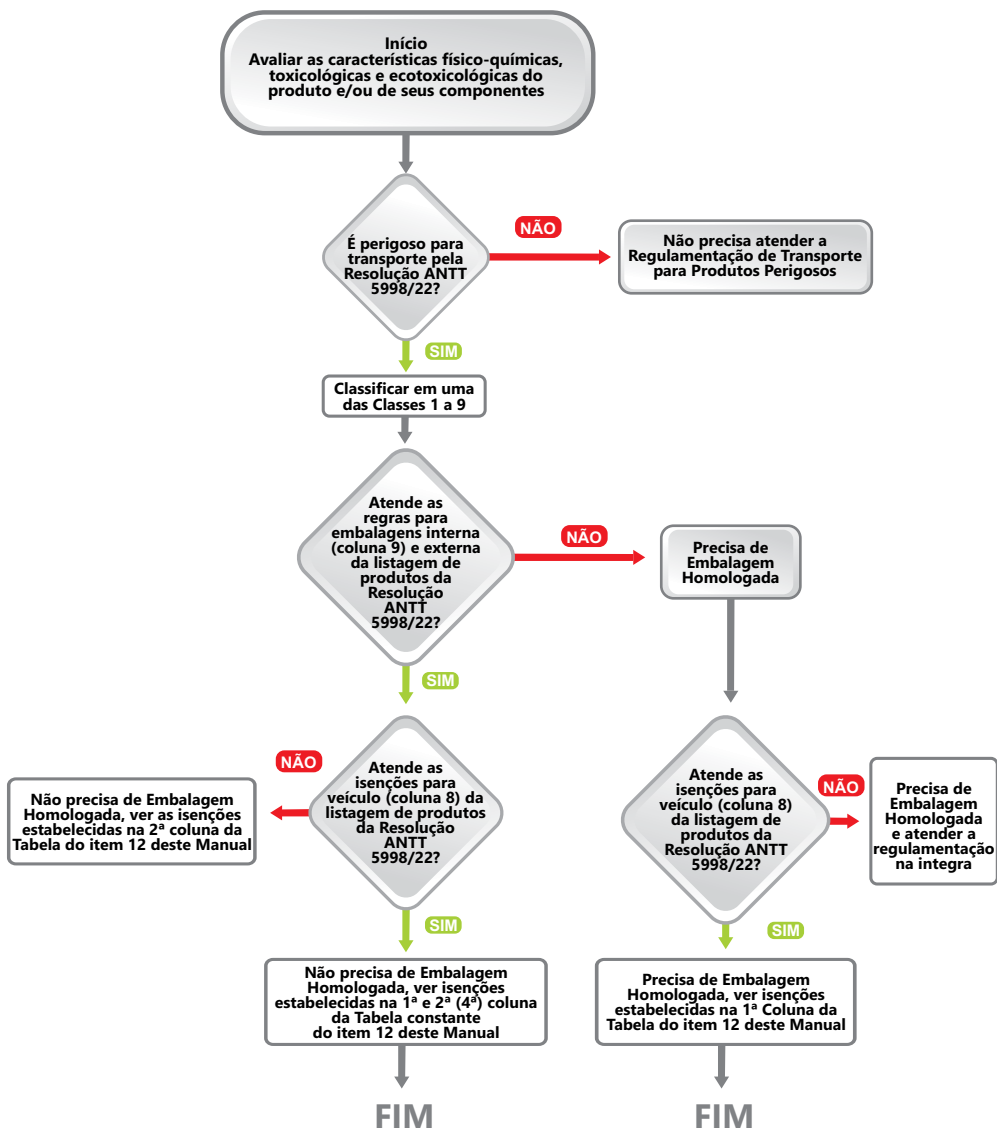 Início
Avaliar as características físico-químicas,
toxicológicas e ecotoxicológicas do
produto e/ou de seus componentes
É perigoso para
transporte pela
Resolução ANTT
5998/22?
NÃO
Não precisa atender a
Regulamentação de Transporte
para Produtos Perigosos
SIM
Classificar em uma
das Classes 1 a 9
Atende as
regras para
embalagens interna
(coluna 9) e externa
da listagem de
produtos da
Resolução
ANTT
5998/22?
NÃO
Precisa de
Embalagem
Homologada
SIM
Atende as
isenções para
veículo (coluna 8) da
listagem de produtos
da Resolução
ANTT
5998/22?
NÃO
Não precisa de Embalagem
Homologada, ver as isenções
estabelecidas na 2ª coluna da
Tabela do item 12 deste Manual
SIM
Não precisa de Embalagem
Homologada, ver isenções
estabelecidas na 1ª e 2ª (4ª) coluna
da Tabela constante
do item 12 deste Manual
FIM
Atende as
isenções para
veículo (coluna 8)
da listagem de
produtos da
Resolução ANTT
5998/22?
NÃO
Precisa de
Embalagem
Homologada
e atender a
regulamentação
na integra
SIM
Precisa de Embalagem
Homologada, ver isenções
estabelecidas na 1ª Coluna da
Tabela do item 12 deste Manual
FIM